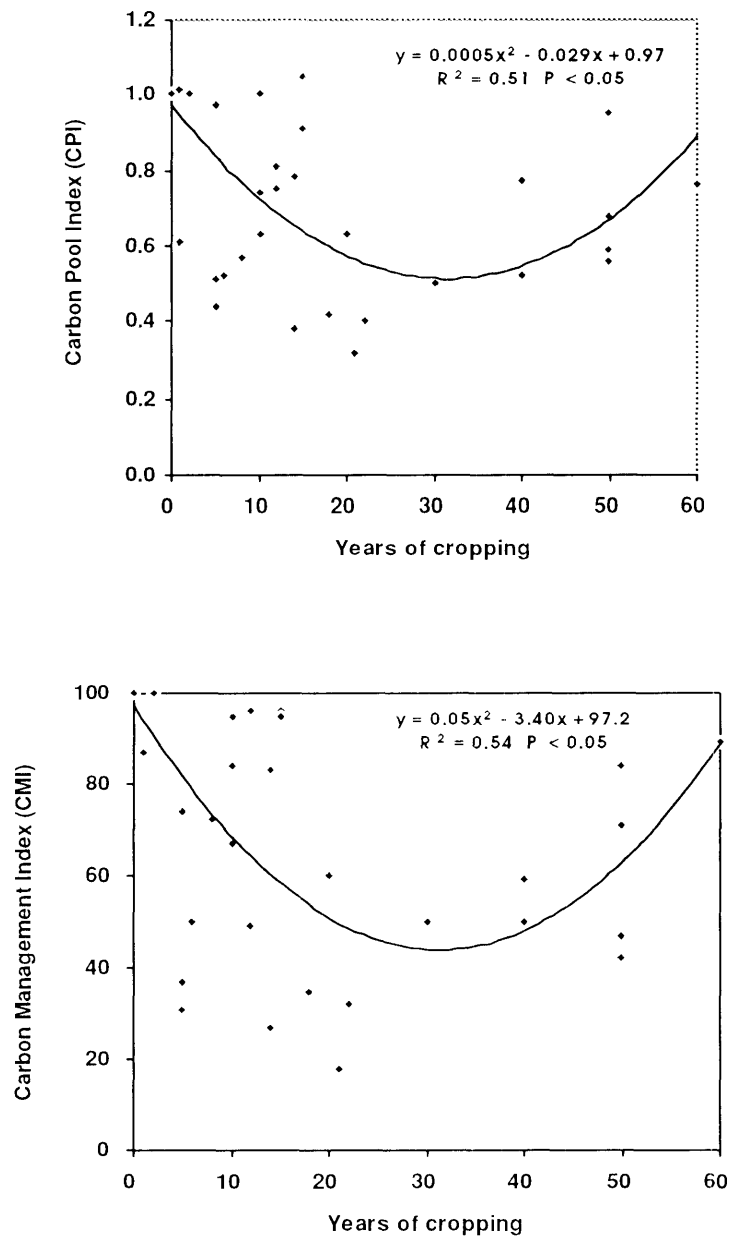 1.2
y = 0.0005x² - 0.029x + 0.97
R ² = 0.51 P < 0.05
1.0
0.8
0.6
0.4
0.2
0.0
Carbon Pool Index (CPI)
0 10 20 30 40 50 60
Years of cropping
100
y = 0.05x² - 3.40x + 97.2
R ² = 0.54 P < 0.05
80
60
40
20
0
Carbon Management Index (CMI)
0 10 20 30 40 50 60
Years of cropping